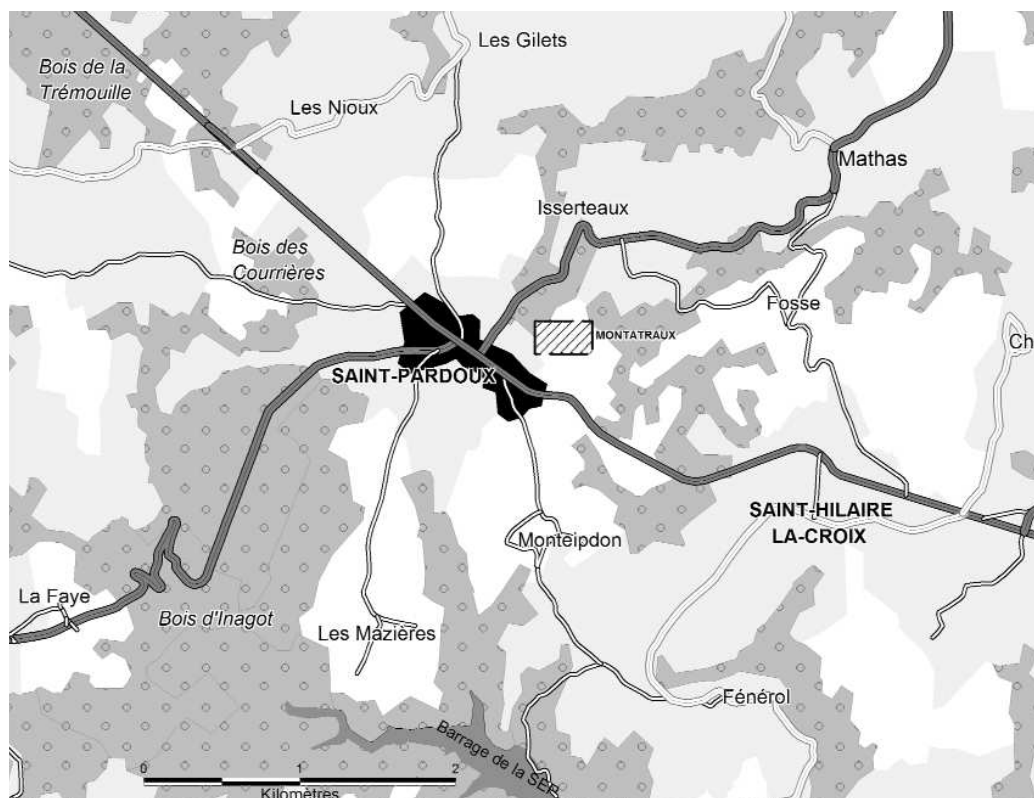 Les Gilets
Bois de la
Trémouille
Les Nioux
Mathas
Isserteaux
Bois des
Courrières
Fosse
MONTATRAUX
Ch
SAINT-PARDOUX
SAINT-HILAIRE
LA-CROIX
Monteipdon
La Faye
Bois d'Inagot
Les Mazières
Fénérol
Barrage de la SEP
0 1 2
Kilomètres